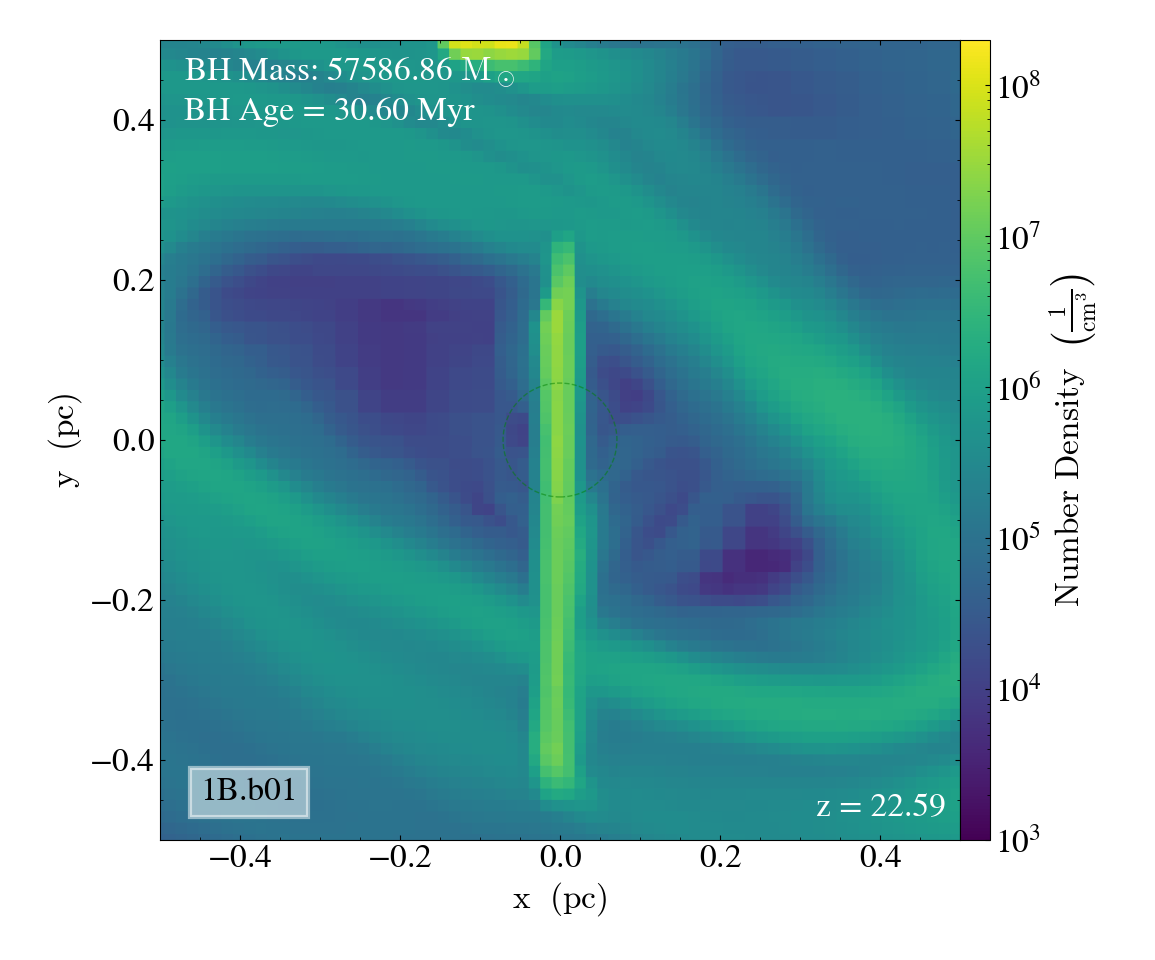 BH Mass: 57586.86 M⊙
BH Age = 30.60 Myr
1B.b01
z = 22.59
0.4
0.2
0.0
−0.2
−0.4
y (pc)
−0.4 −0.2 0.0 0.2 0.4
x (pc)
10⁸
10⁷
10⁶
10⁵
10⁴
10³
Number Density (1/cm³)